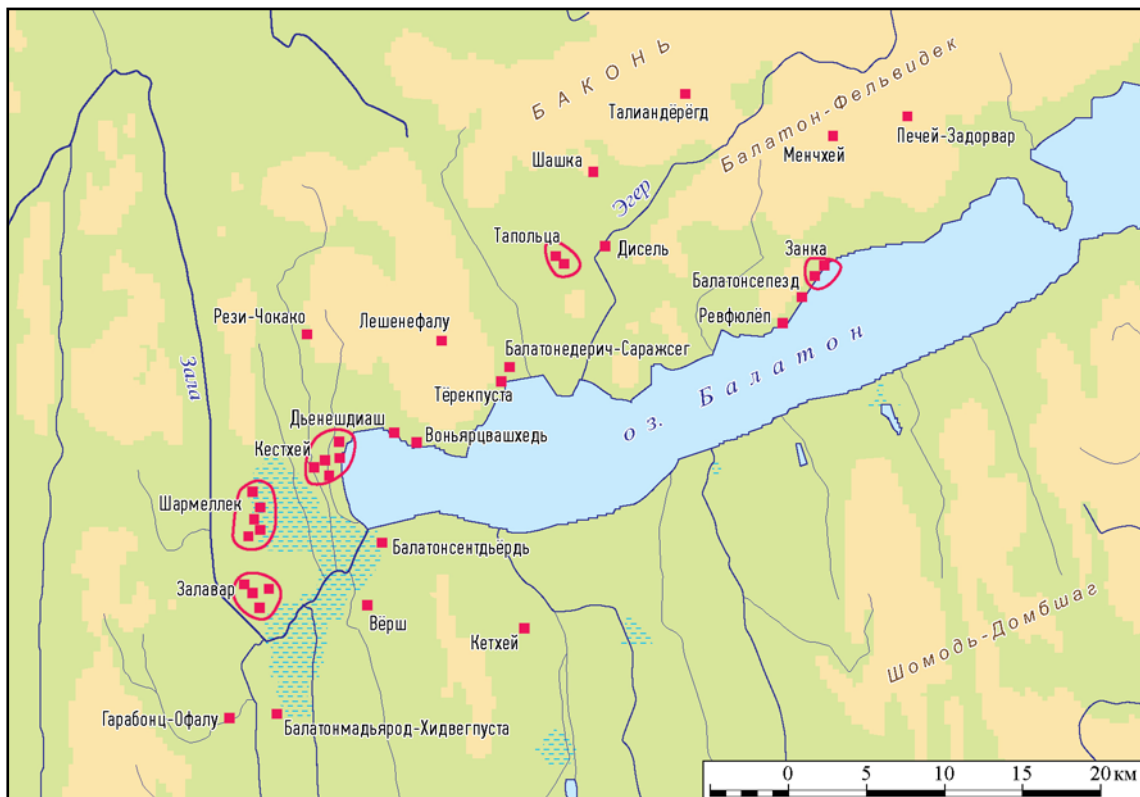 БАКОНЬ
Балатон-Фельвидек
Талиандёрёгд
Печей-Задорвар
Менчхей
Шашка
Эгер
Тапольца
Дисель
Занка
Балатонсепезд
Ревфюлёп
Рези-Чокако
Лешенефалу
Балатонедерич-Саражсег
Зала
Тёрекпуста
оз. Балатон
Дьенешдиаш
Воньярцвашхедь
Кестхей
Шармеллек
Балатонсентдьёрдь
Залавар
Вёрш
Кетхей
Шомодь-Домбшаг
Гарабонц-Офалу
Балатонмадьярод-Хидвегпуста
0 5 10 15 20 км